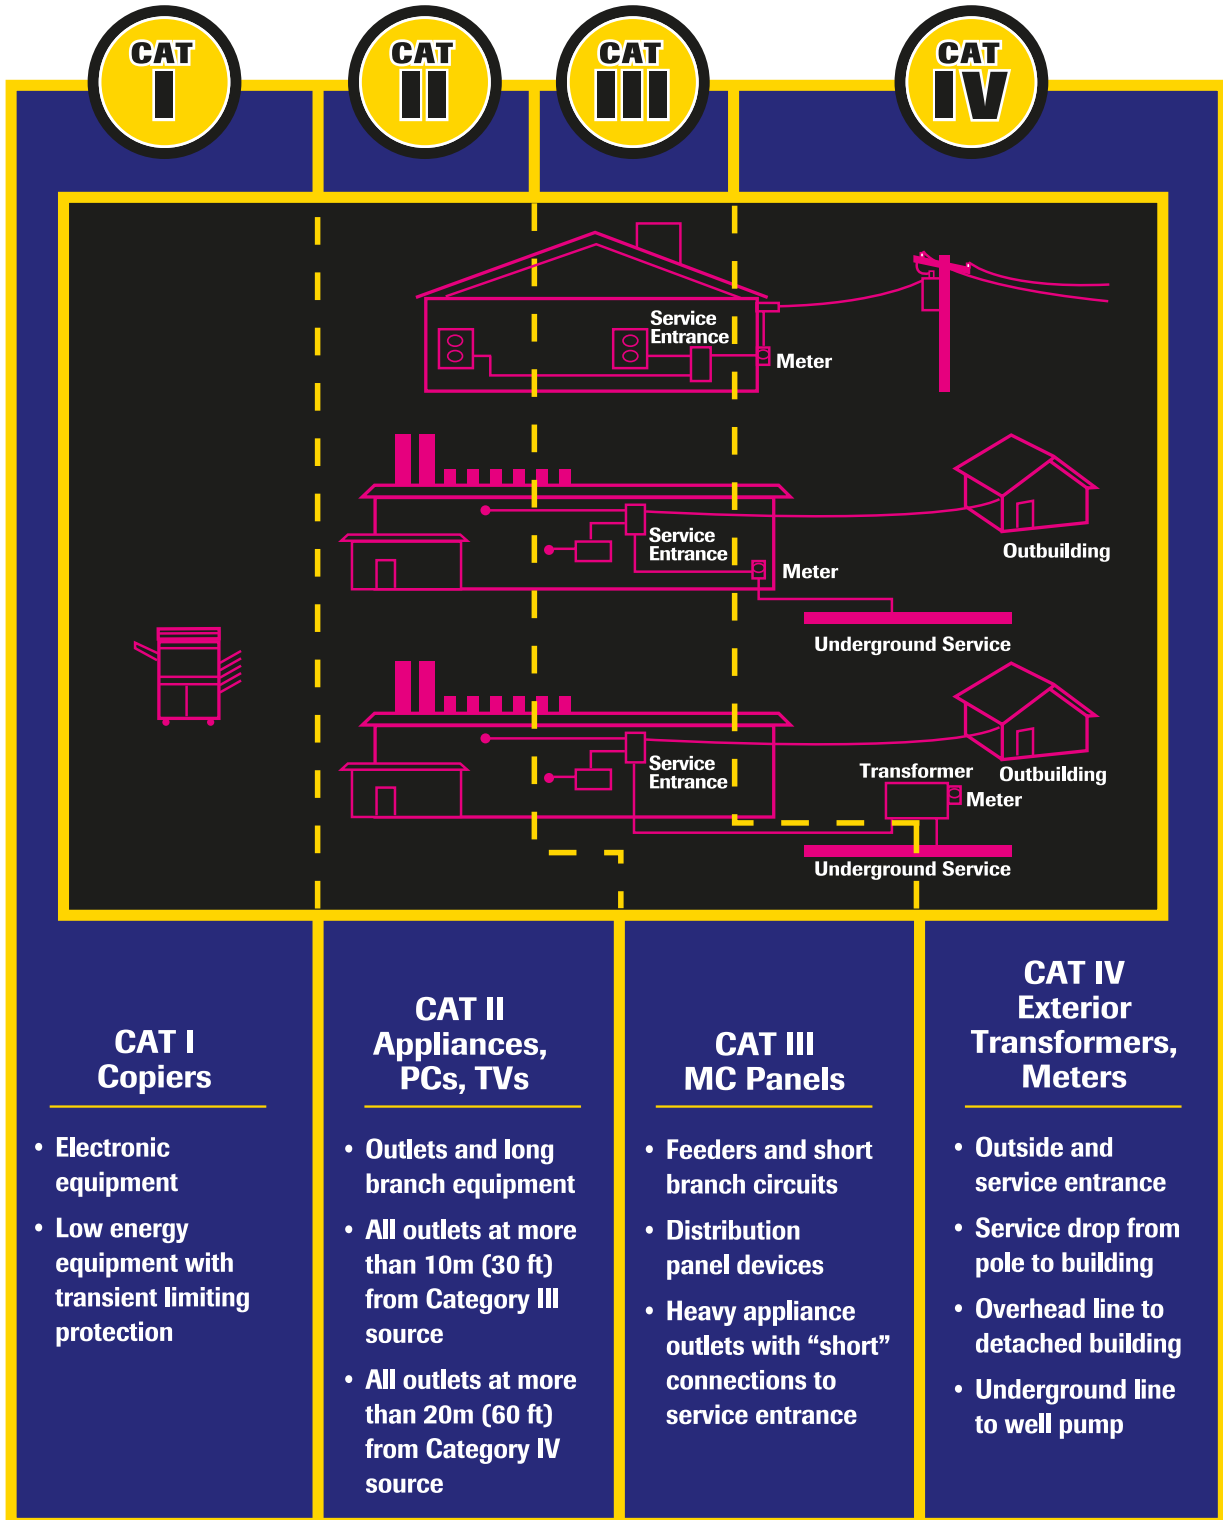 CAT
I
CAT
II
CAT
III
CAT
IV
Service
Entrance
Meter
Service
Entrance
Meter
Outbuilding
Underground Service
Service
Entrance
Transformer
Outbuilding
Meter
Underground Service
CAT I
Copiers
• Electronic
equipment
• Low energy
equipment with
transient limiting
protection
CAT II
Appliances,
PCs, TVs
• Outlets and long
branch equipment
• All outlets at more
than 10m (30 ft)
from Category III
source
• All outlets at more
than 20m (60 ft)
from Category IV
source
CAT III
MC Panels
• Feeders and short
branch circuits
• Distribution
panel devices
• Heavy appliance
outlets with “short”
connections to
service entrance
CAT IV
Exterior
Transformers,
Meters
• Outside and
service entrance
• Service drop from
pole to building
• Overhead line to
detached building
• Underground line
to well pump